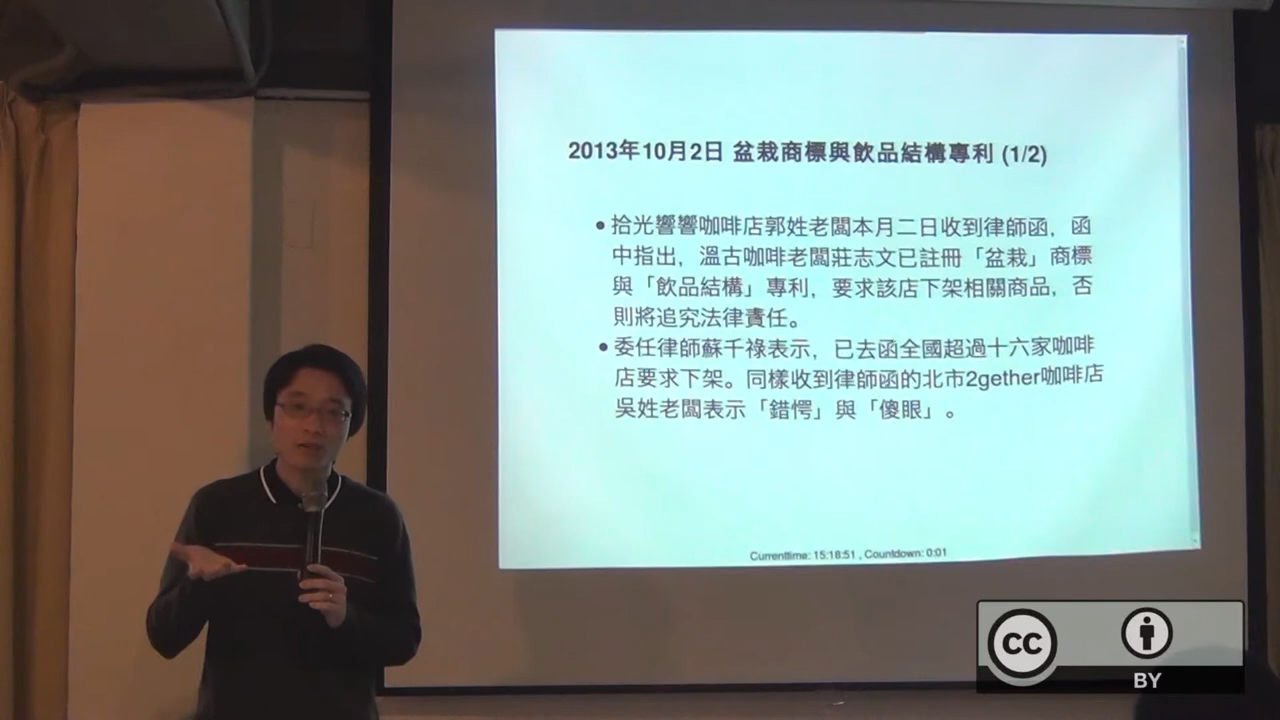 2013年10月2日 盆栽商標與飲品結構專利 (1/2)
•拾光響響咖啡店郭姓老闆本月二日收到律師函，函
中指出，溫古咖啡老闆莊志文已註冊「盆栽」商標
與「飲品結構」專利，要求該店下架相關商品，否
則將追究法律責任。
•委任律師蘇千祿表示，已去函全國超過十六家咖啡
店要求下架。同樣收到律師函的北市2gether咖啡店
吳姓老闆表示「錯愕」與「傻眼」。
Currenttime: 15:18:51 , Countdown: 0:01
CC
BY